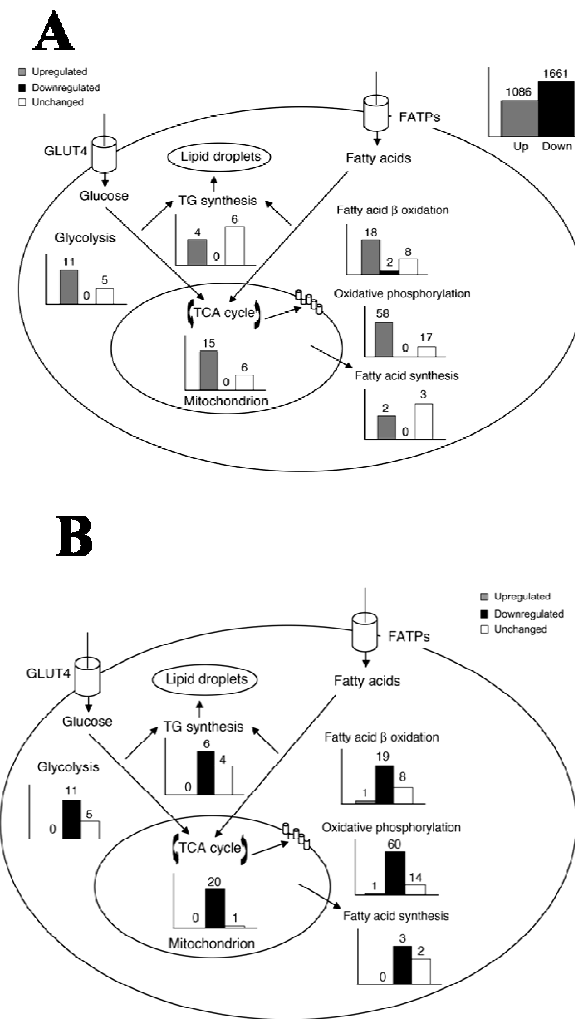 A
Upregulated
Downregulated
Unchanged
1661
1086
Up Down
FATPs
GLUT4
Lipid droplets
Fatty acids
Glucose
TG synthesis
4 0 6
Fatty acid β oxidation
18 2 8
Glycolysis
11 0 5
Oxidative phosphorylation
58 0 17
TCA cycle
15 0 6
Mitochondrion
Fatty acid synthesis
2 0 3
B
Upregulated
Downregulated
Unchanged
FATPs
GLUT4
Lipid droplets
Fatty acids
Glucose
TG synthesis
0 6 4
Fatty acid β oxidation
1 19 8
Glycolysis
0 11 5
Oxidative phosphorylation
1 60 14
TCA cycle
0 20 1
Mitochondrion
Fatty acid synthesis
0 3 2